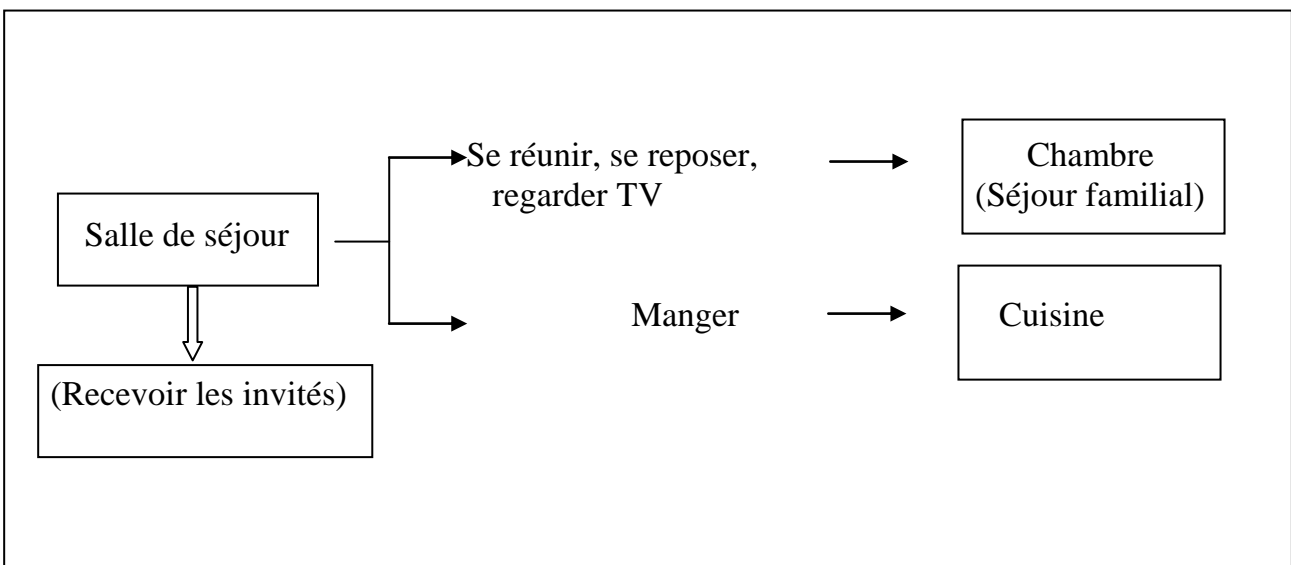 Se réunir, se reposer,
regarder TV
Chambre
(Séjour familial)
Salle de séjour
Manger
Cuisine
(Recevoir les invités)